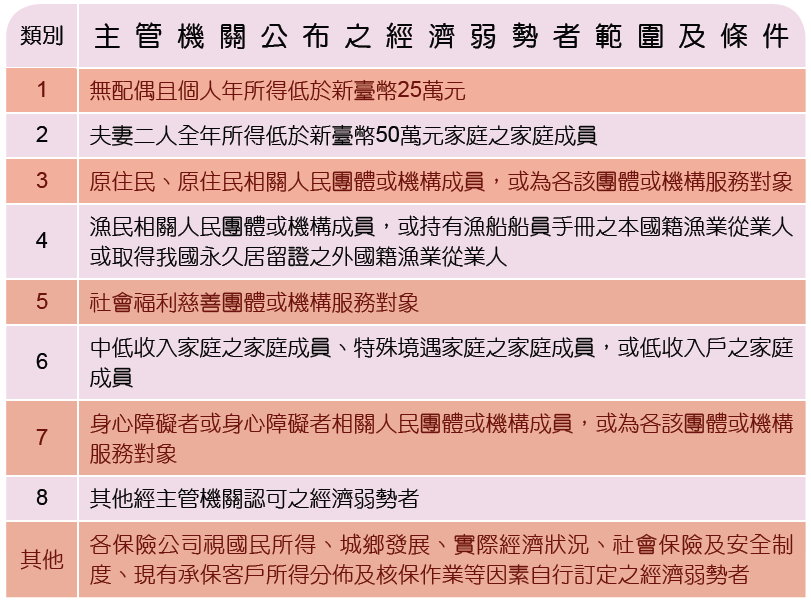 類別 主管機關公布之經濟弱勢者範圍及條件
1 無配偶且個人年所得低於新臺幣25萬元
2 夫妻二人全年所得低於新臺幣50萬元家庭之家庭成員
3 原住民、原住民相關人民團體或機構成員，或為各該團體或機構服務對象
4 漁民相關人民團體或機構成員，或持有漁船船員手冊之本國籍漁業從業人
或取得我國永久居留證之外國籍漁業從業人
5 社會福利慈善團體或機構服務對象
6 中低收入家庭之家庭成員、特殊境遇家庭之家庭成員，或低收入戶之家庭
成員
7 身心障礙者或身心障礙者相關人民團體或機構成員，或為各該團體或機構
服務對象
8 其他經主管機關認可之經濟弱勢者
其他 各保險公司視國民所得、城鄉發展、實際經濟狀況、社會保險及安全制
度、現有承保客戶所得分佈及核保作業等因素自行訂定之經濟弱勢者